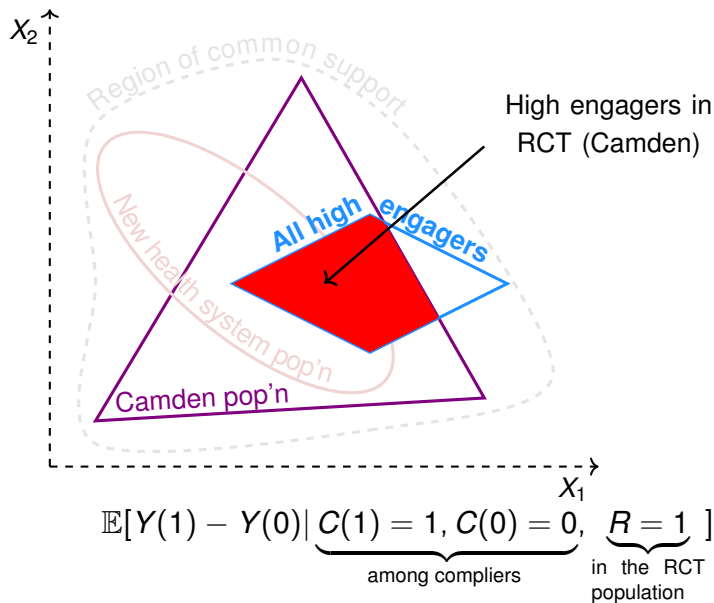 X₂
Region of common support
High engagers in
RCT (Camden)
All high engagers
New health system pop'n
Camden pop'n
X₁
𝔼[Y(1) − Y(0)| C(1) = 1, C(0) = 0, R = 1 ]
among compliers
in the RCT
population